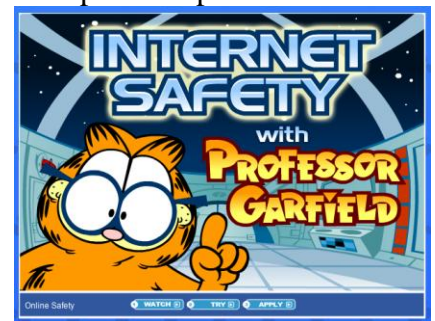 INTERNET
SAFETY
with
PROFESSOR
GARFIELD
Online Safety
WATCH
TRY
APPLY